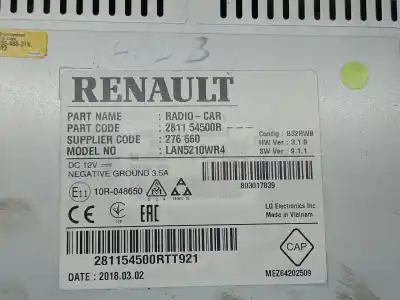 RENAULT
PART NAME : RADIO-CAR
PART CODE : 2811 54500R - - - -
SUPPLIER CODE : 276 660
MODEL NO : LAN5210WR4
Config : B32RWB
HW Ver : 3.1.0
SW Ver : 9.1.1
DC 12V
NEGATIVE GROUND 3.5A
803017839
E11 10R-048650
CE EAC
LG Electronics Inc
Made in Vietnam
281154500RTT921
DATE : 2018.03.02
CAP
MEZ64202509